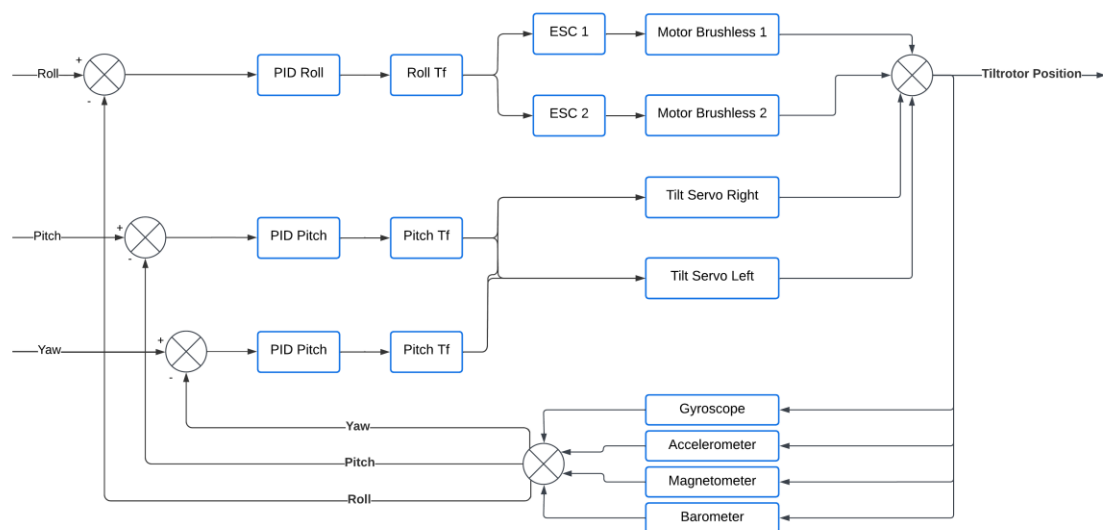 ESC 1
Motor Brushless 1
+
Roll
PID Roll
Roll Tf
Tiltrotor Position
-
ESC 2
Motor Brushless 2
Tilt Servo Right
+
Pitch
PID Pitch
Pitch Tf
-
Tilt Servo Left
+
Yaw
PID Pitch
Pitch Tf
-
Gyroscope
Yaw
Accelerometer
Pitch
Magnetometer
Roll
Barometer